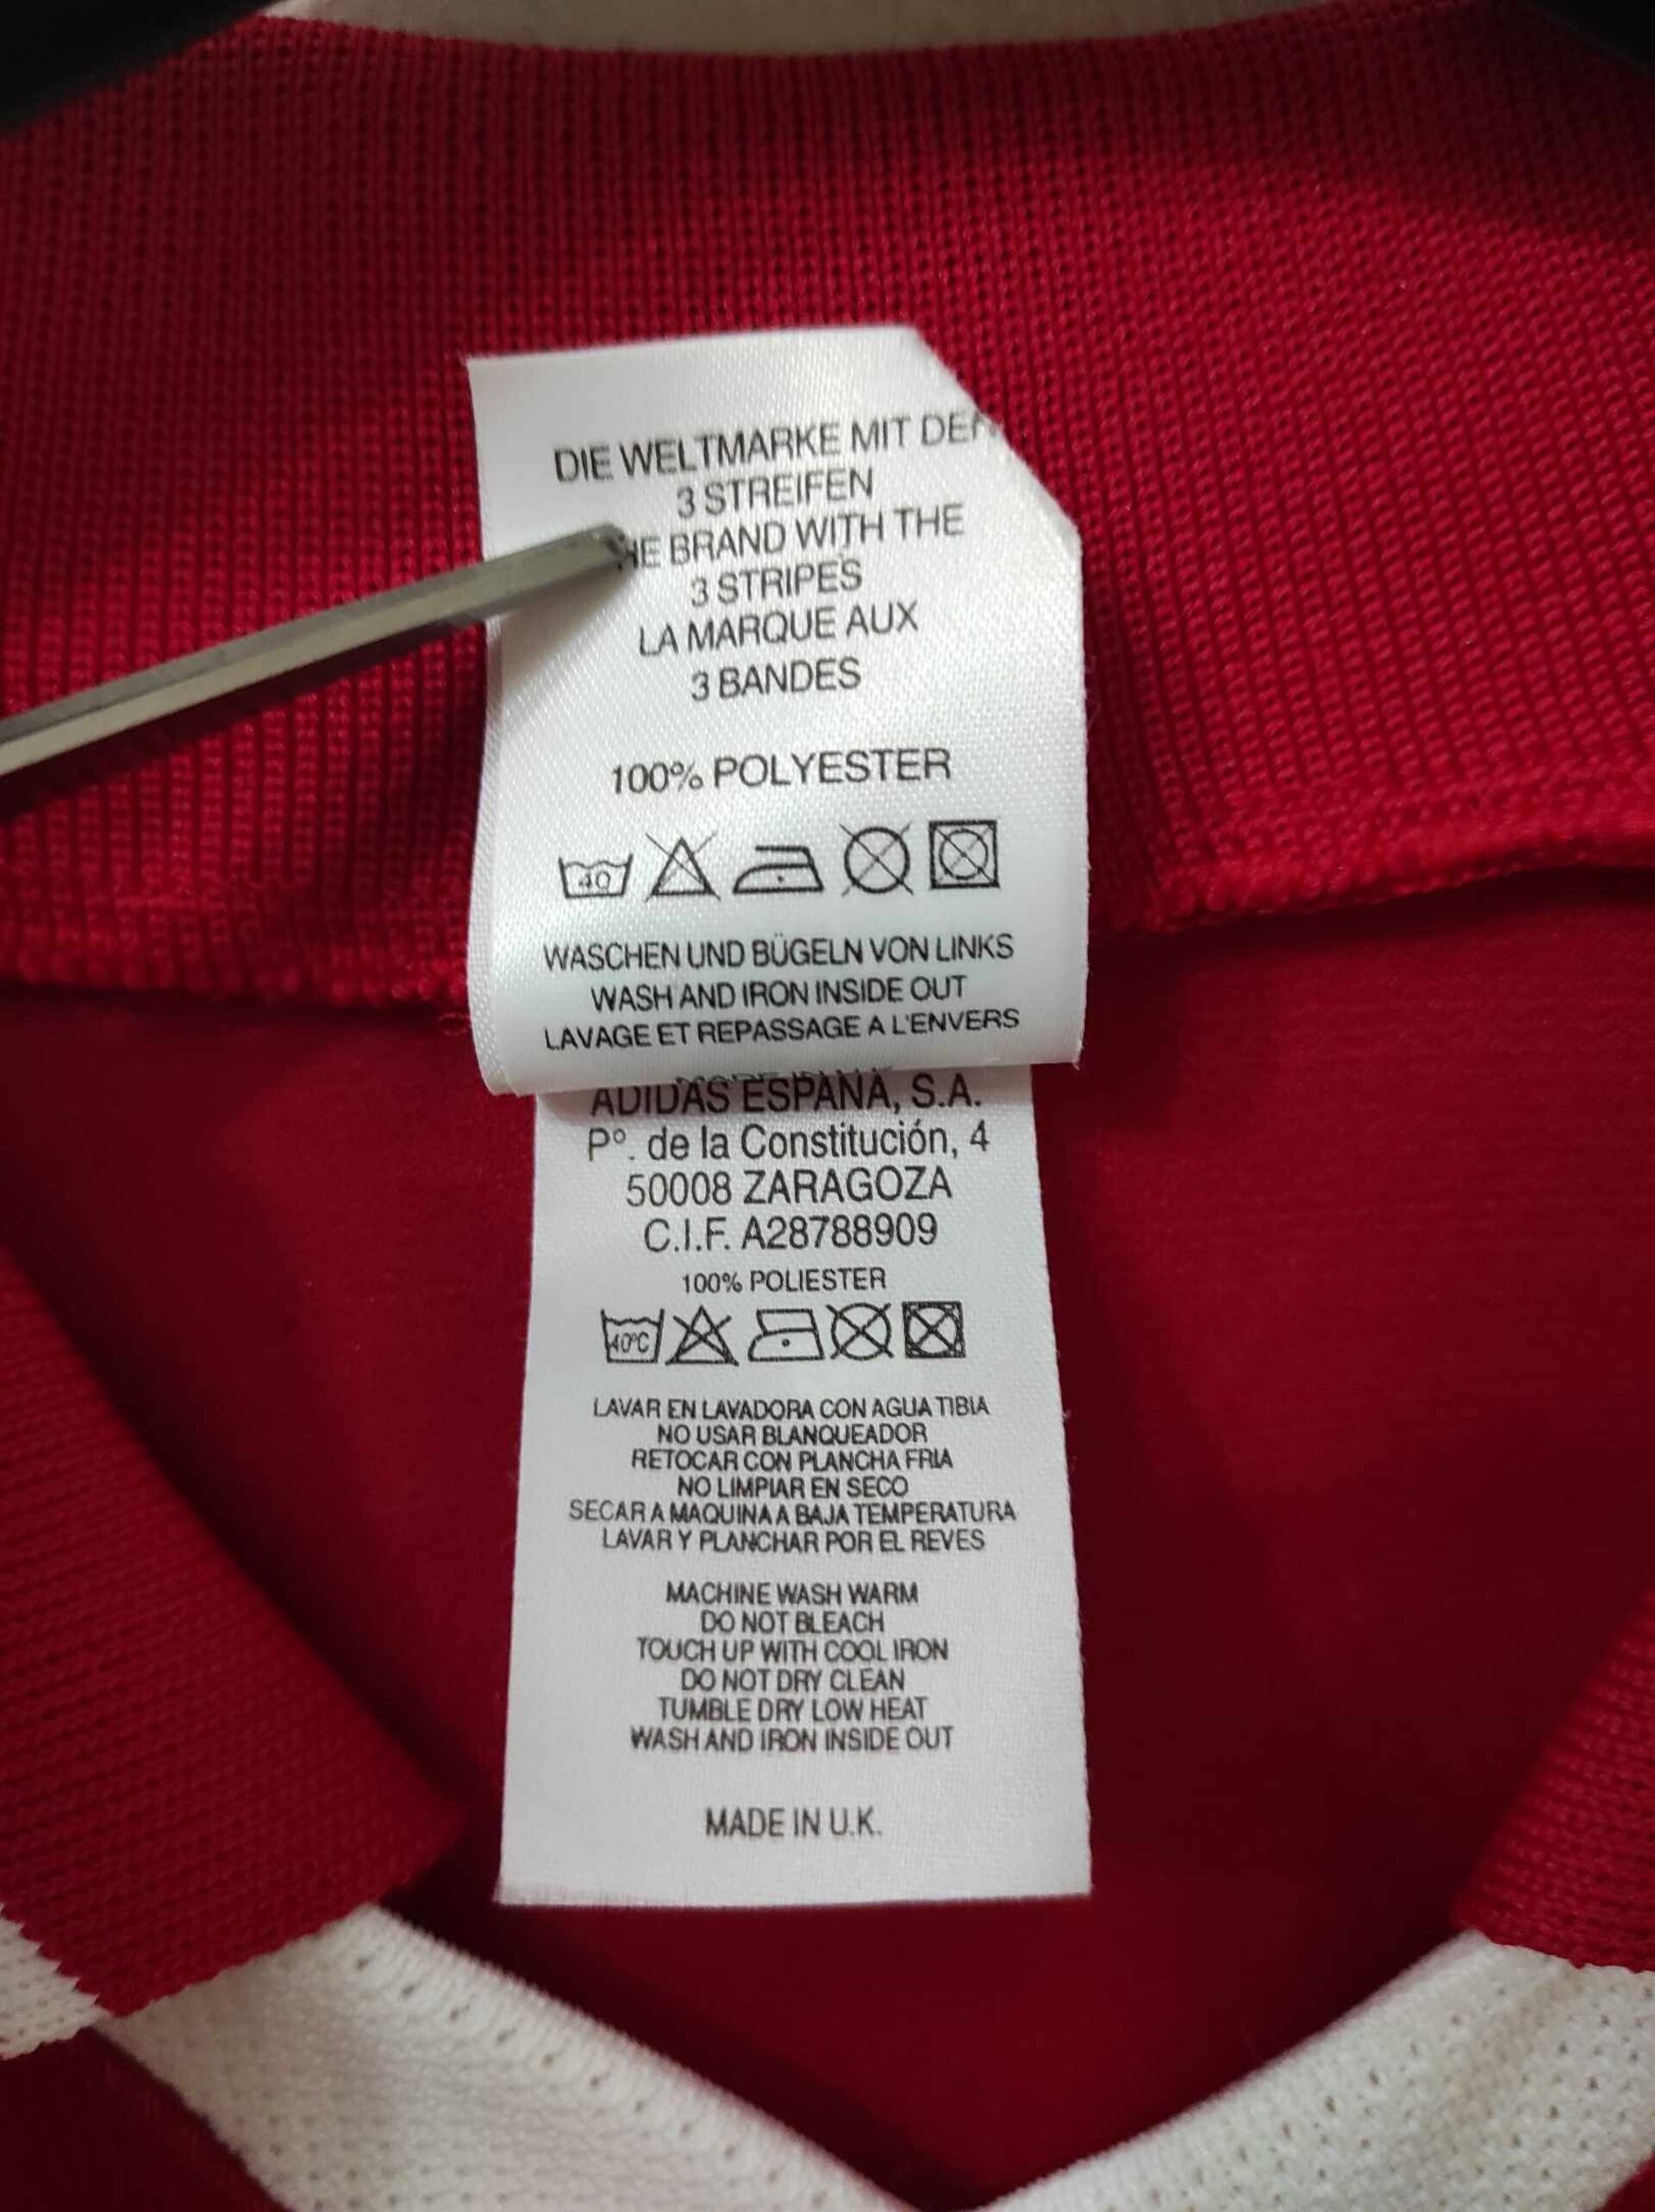 DIE WELTMARKE MIT DEN
3 STREIFEN
HE BRAND WITH THE
3 STRIPES
LA MARQUE AUX
3 BANDES
100% POLYESTER
40
WASCHEN UND BÜGELN VON LINKS
WASH AND IRON INSIDE OUT
LAVAGE ET REPASSAGE A L'ENVERS
ADIDAS ESPAÑA, S.A.
Pº. de la Constitución, 4
50008 ZARAGOZA
C.I.F. A28788909
100% POLIESTER
40°C
LAVAR EN LAVADORA CON AGUA TIBIA
NO USAR BLANQUEADOR
RETOCAR CON PLANCHA FRIA
NO LIMPIAR EN SECO
SECAR A MAQUINA A BAJA TEMPERATURA
LAVAR Y PLANCHAR POR EL REVES
MACHINE WASH WARM
DO NOT BLEACH
TOUCH UP WITH COOL IRON
DO NOT DRY CLEAN
TUMBLE DRY LOW HEAT
WASH AND IRON INSIDE OUT
MADE IN U.K.